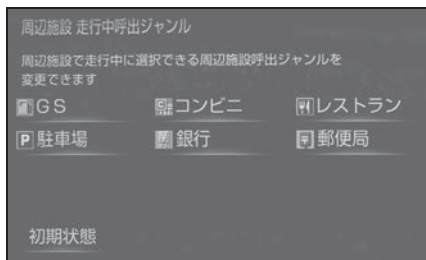 周辺施設 走行中呼出ジャンル
周辺施設で走行中に選択できる周辺施設呼出ジャンルを
変更できます
GS コンビニ レストラン
P 駐車場 銀行 郵便局
初期状態